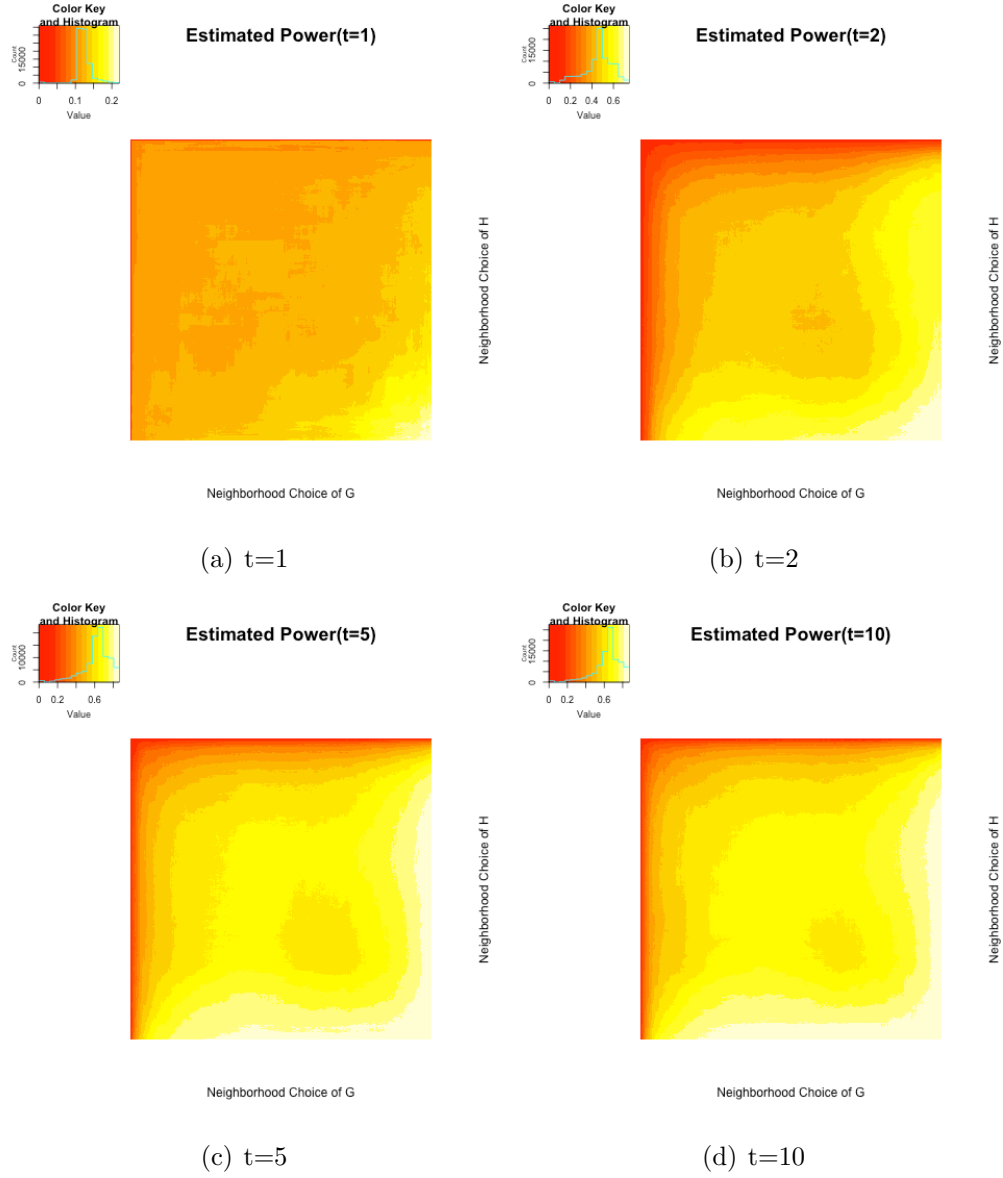 Color Key
and Histogram
Estimated Power(t=1)
Count
0 15000
0 0.1 0.2
Value
Neighborhood Choice of H
Neighborhood Choice of G
(a) t=1
Color Key
and Histogram
Estimated Power(t=2)
Count
0 15000
0 0.2 0.4 0.6
Value
Neighborhood Choice of H
Neighborhood Choice of G
(b) t=2
Color Key
and Histogram
Estimated Power(t=5)
Count
0 10000
0 0.2 0.6
Value
Neighborhood Choice of H
Neighborhood Choice of G
(c) t=5
Color Key
and Histogram
Estimated Power(t=10)
Count
0 15000
0 0.2 0.6
Value
Neighborhood Choice of H
Neighborhood Choice of G
(d) t=10